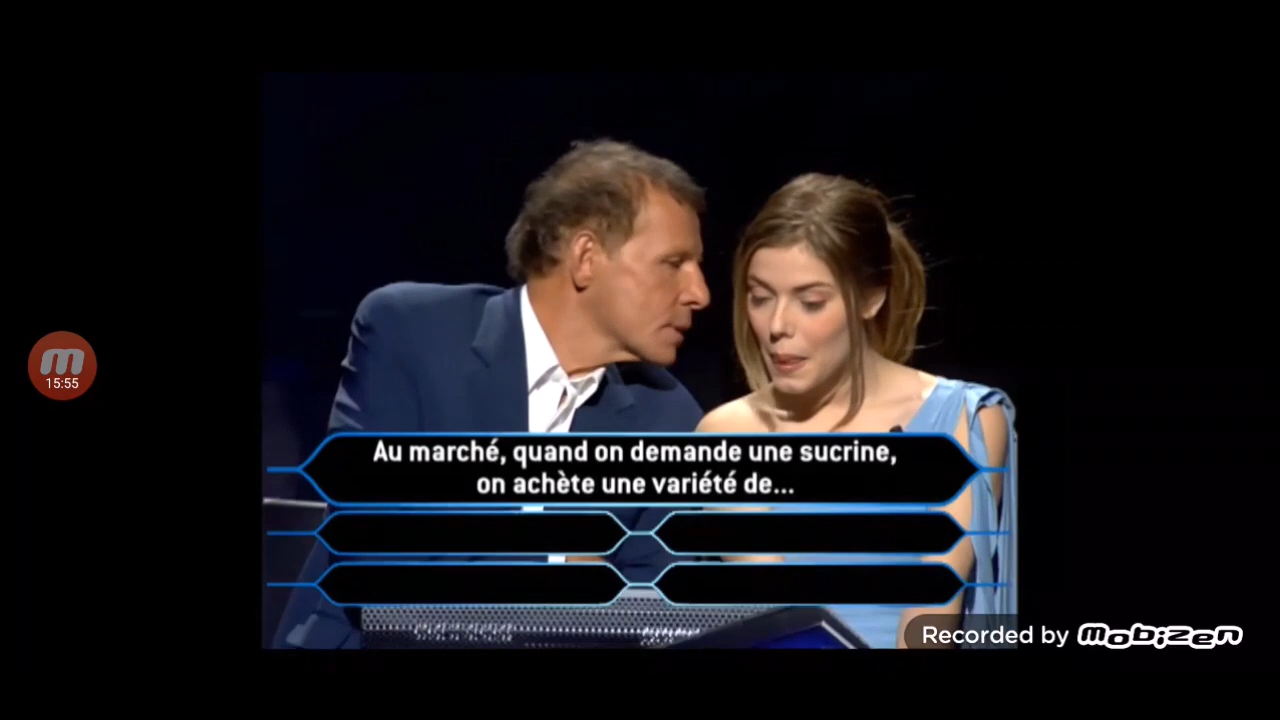 Au marché, quand on demande une sucrine,
on achète une variété de...
15:55
Recorded by mobizen